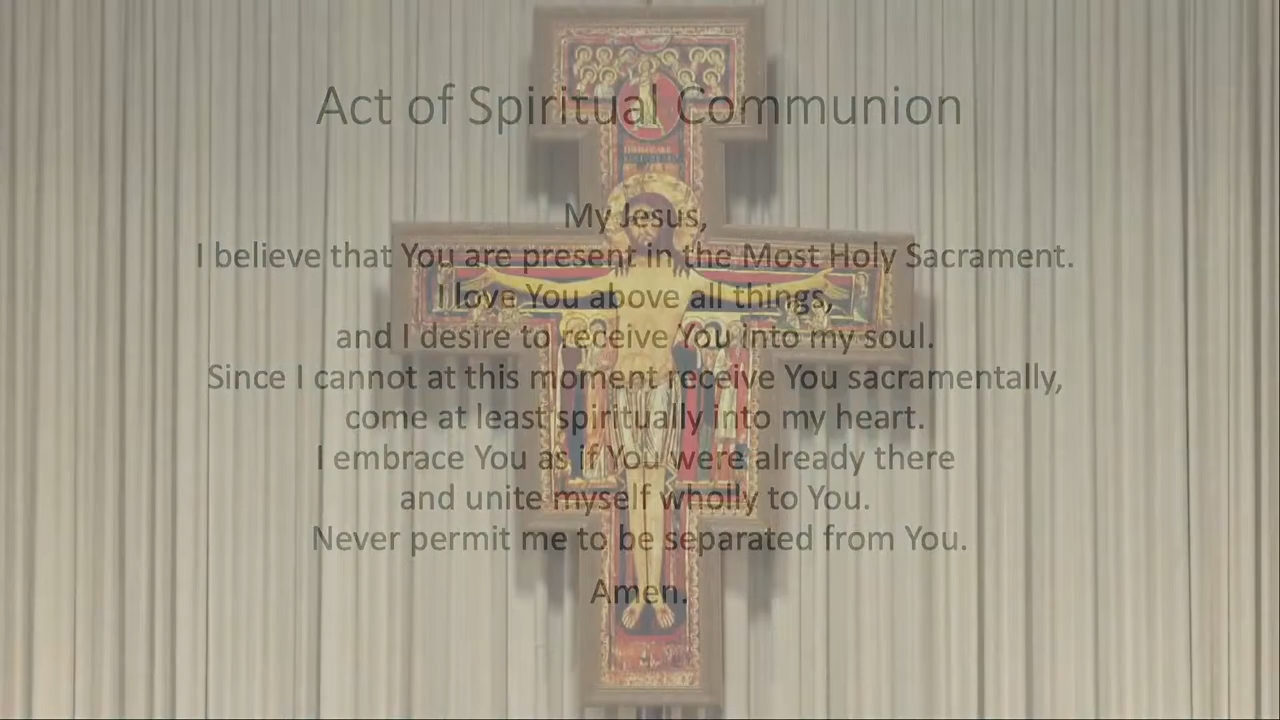 Act of Spiritual Communion
My Jesus,
I believe that You are present in the Most Holy Sacrament.
I love You above all things,
and I desire to receive You into my soul.
Since I cannot at this moment receive You sacramentally,
come at least spiritually into my heart.
I embrace You as if You were already there
and unite myself wholly to You.
Never permit me to be separated from You.
Amen.